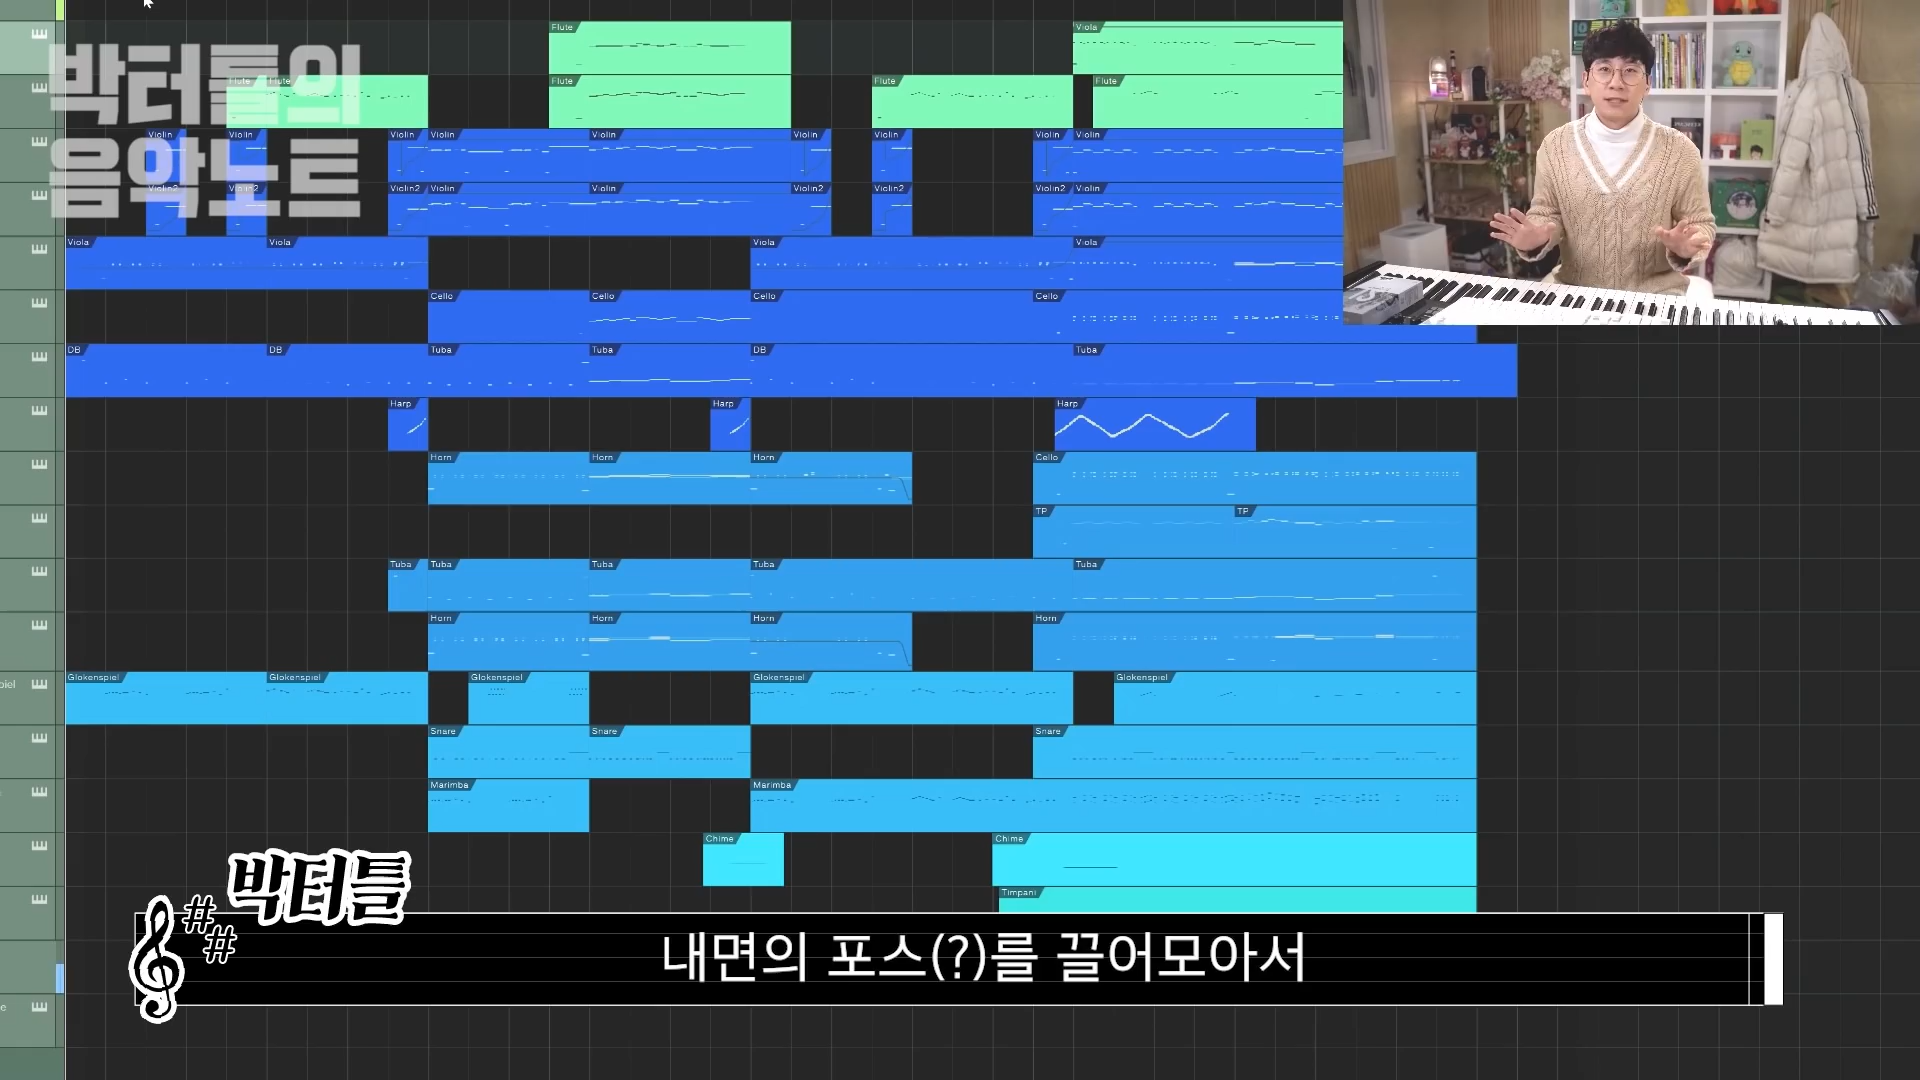 박터틀의
음악노트
Flute
Viola
Flute Flute
Flute
Flute
Flute
Violin
Violin
Violin
Violin
Violin
Violin
Violin
Violin
Violin
Violin2
Violin2
Violin2
Violin
Violin
Violin2
Violin2
Violin2
Violin
Viola
Viola
Viola
Viola
Cello
Cello
Cello
Cello
DB
DB
Tuba
Tuba
DB
Tuba
Harp
Harp
Harp
Horn
Horn
Horn
Cello
TP
TP
Tuba
Tuba
Tuba
Tuba
Tuba
Horn
Horn
Horn
Horn
piel
Glokenspiel
Glokenspiel
Glokenspiel
Glokenspiel
Glokenspiel
Snare
Snare
Snare
Marimba
Marimba
Chime
Chime
Timpani
박터틀
내면의 포스(?)를 끌어모아서